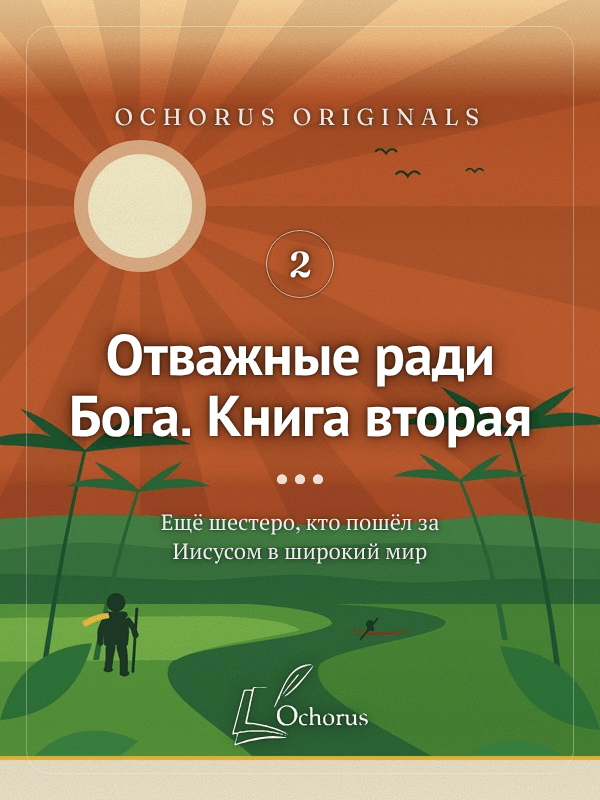 OCHORUS ORIGINALS
2
Отважные ради
Бога. Книга вторая
Ещё шестеро, кто пошёл за
Иисусом в широкий мир
Ochorus